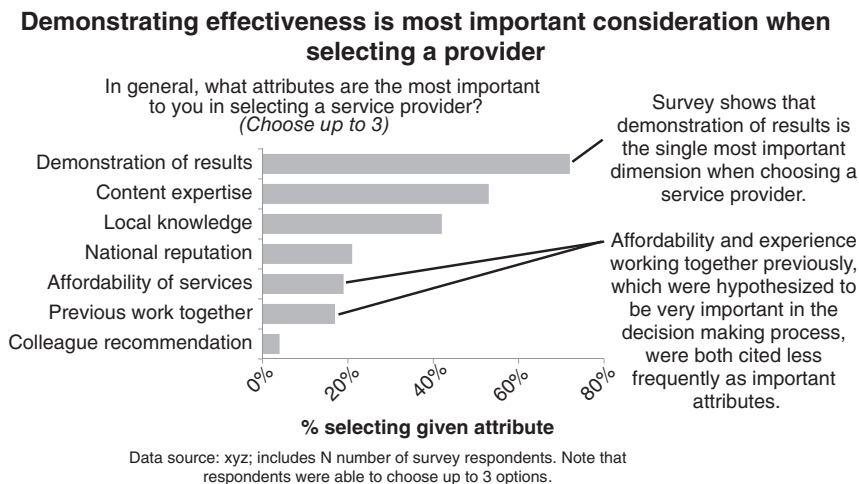 Demonstrating effectiveness is most important consideration when
selecting a provider
In general, what attributes are the most important
to you in selecting a service provider?
(Choose up to 3)
Demonstration of results
Content expertise
Local knowledge
National reputation
Affordability of services
Previous work together
Colleague recommendation
0%
20%
40%
60%
80%
% selecting given attribute
Survey shows that
demonstration of results is
the single most important
dimension when choosing a
service provider.
Affordability and experience
working together previously,
which were hypothesized to
be very important in the
decision making process,
were both cited less
frequently as important
attributes.
Data source: xyz; includes N number of survey respondents. Note that
respondents were able to choose up to 3 options.